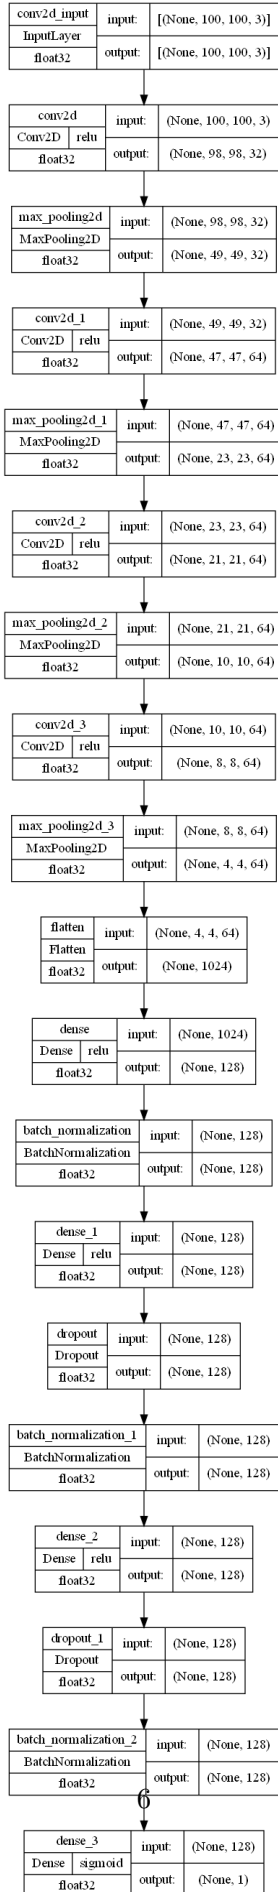 conv2d_input input: [(None, 100, 100, 3)]
InputLayer
float32 output: [(None, 100, 100, 3)]
conv2d input: (None, 100, 100, 3)
Conv2D relu
float32 output: (None, 98, 98, 32)
max_pooling2d input: (None, 98, 98, 32)
MaxPooling2D
float32 output: (None, 49, 49, 32)
conv2d_1 input: (None, 49, 49, 32)
Conv2D relu
float32 output: (None, 47, 47, 64)
max_pooling2d_1 input: (None, 47, 47, 64)
MaxPooling2D
float32 output: (None, 23, 23, 64)
conv2d_2 input: (None, 23, 23, 64)
Conv2D relu
float32 output: (None, 21, 21, 64)
max_pooling2d_2 input: (None, 21, 21, 64)
MaxPooling2D
float32 output: (None, 10, 10, 64)
conv2d_3 input: (None, 10, 10, 64)
Conv2D relu
float32 output: (None, 8, 8, 64)
max_pooling2d_3 input: (None, 8, 8, 64)
MaxPooling2D
float32 output: (None, 4, 4, 64)
flatten input: (None, 4, 4, 64)
Flatten
float32 output: (None, 1024)
dense input: (None, 1024)
Dense relu
float32 output: (None, 128)
batch_normalization input: (None, 128)
BatchNormalization
float32 output: (None, 128)
dense_1 input: (None, 128)
Dense relu
float32 output: (None, 128)
dropout input: (None, 128)
Dropout
float32 output: (None, 128)
batch_normalization_1 input: (None, 128)
BatchNormalization
float32 output: (None, 128)
dense_2 input: (None, 128)
Dense relu
float32 output: (None, 128)
dropout_1 input: (None, 128)
Dropout
float32 output: (None, 128)
batch_normalization_2 input: (None, 128)
BatchNormalization
float32 output: (None, 128)
6
dense_3 input: (None, 128)
Dense sigmoid
float32 output: (None, 1)